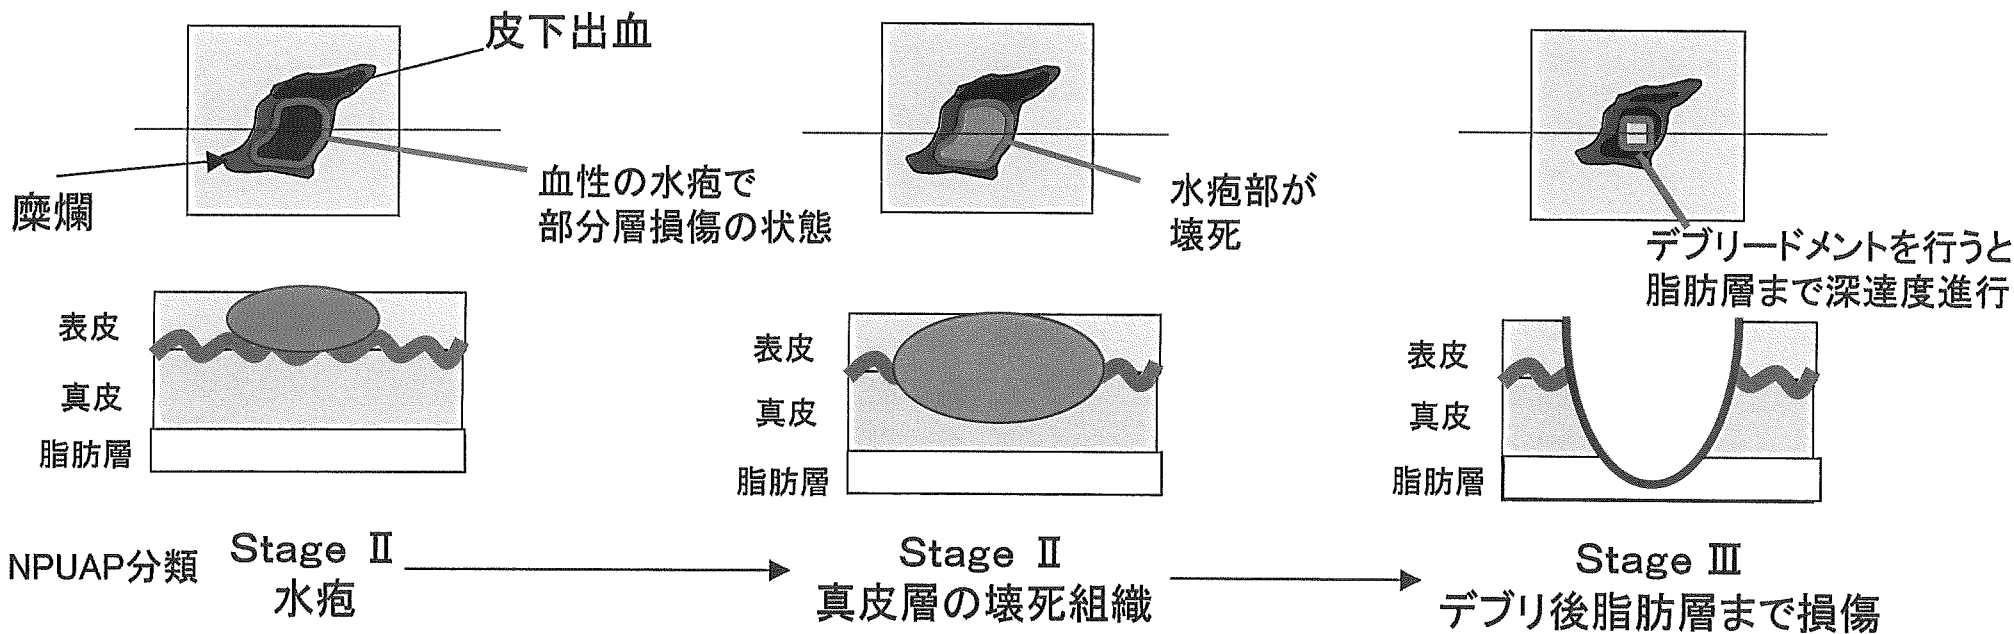 皮下出血
糜爛
血性の水疱で
部分層損傷の状態
水疱部が
壊死
デブリードメントを行うと
脂肪層まで深達度進行
表皮
真皮
脂肪層
表皮
真皮
脂肪層
表皮
真皮
脂肪層
NPUAP分類
Stage Ⅱ
水疱
Stage Ⅱ
真皮層の壊死組織
Stage Ⅲ
デブリ後脂肪層まで損傷